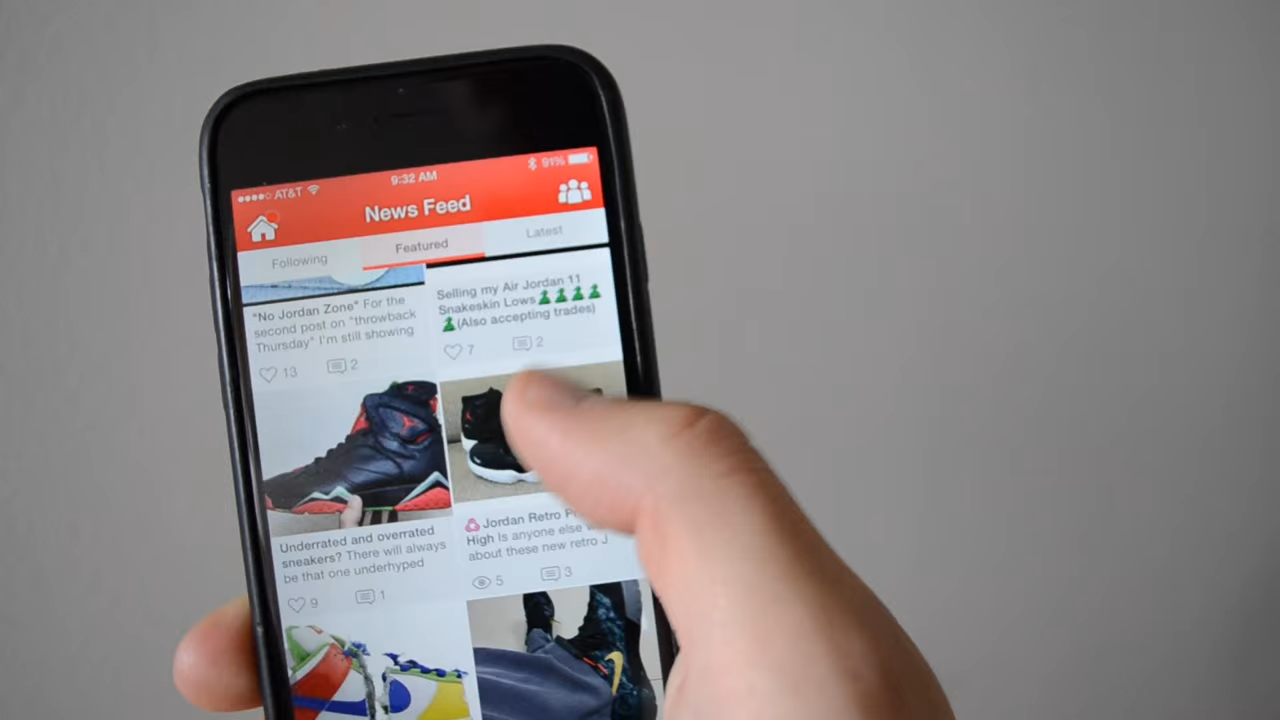 AT&T
9:32 AM
91%
News Feed
Following
Featured
Latest
"No Jordan Zone" For the
second post on "throwback
Thursday" I'm still showing
13
2
Selling my Air Jordan 11
Snakeskin Lows
(Also accepting trades)
7
2
Underrated and overrated
sneakers? There will always
be that one underhyped
9
1
Jordan Retro
High Is anyone else
about these new retro J
5
3